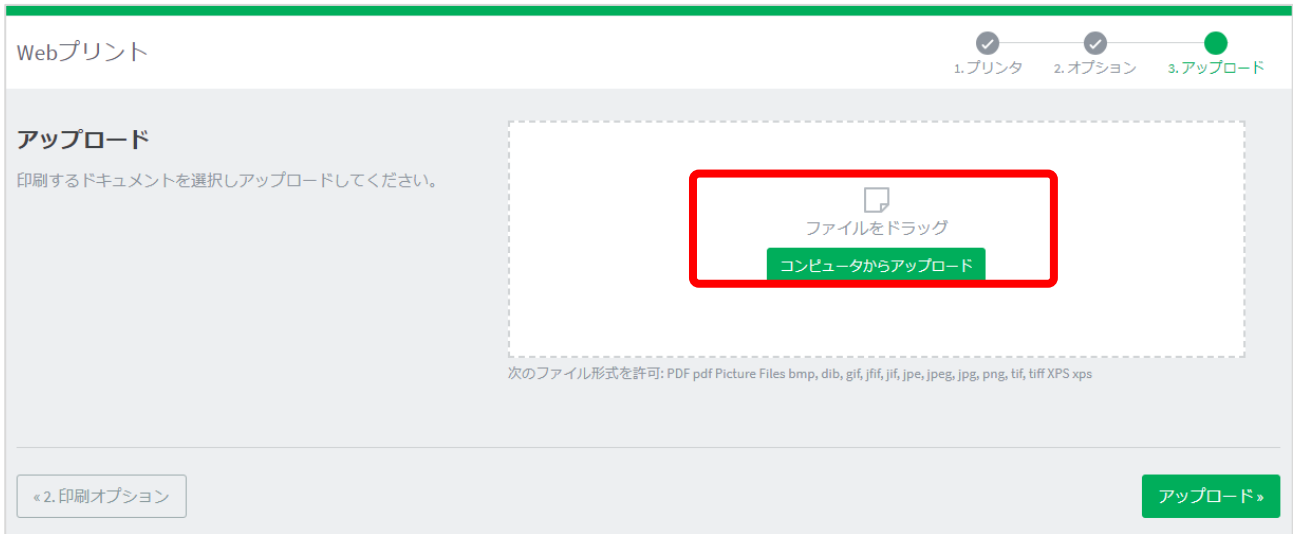 Webプリント
1. プリンタ
2. オプション
3. アップロード
アップロード
印刷するドキュメントを選択しアップロードしてください。
ファイルをドラッグ
コンピュータからアップロード
次のファイル形式を許可: PDF pdf Picture Files bmp, dib, gif, jfif, jif, jpe, jpeg, jpg, png, tif, tiff XPS xps
« 2. 印刷オプション
アップロード »